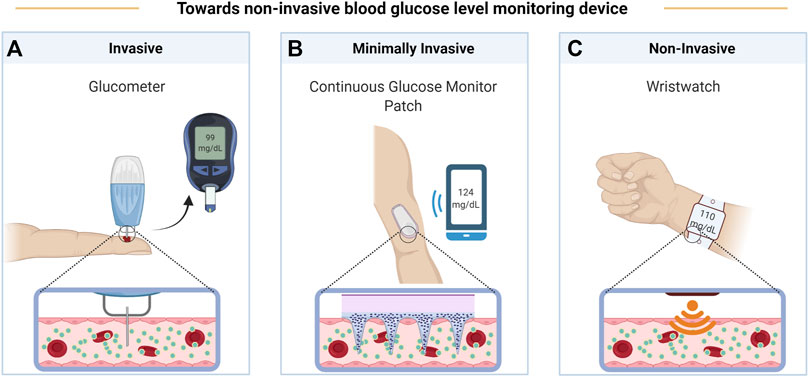 Towards non-invasive blood glucose level monitoring device
A
Invasive
Glucometer
99
mg/dL
B
Minimally Invasive
Continuous Glucose Monitor
Patch
124
mg/dL
C
Non-Invasive
Wristwatch
110
mg/dL